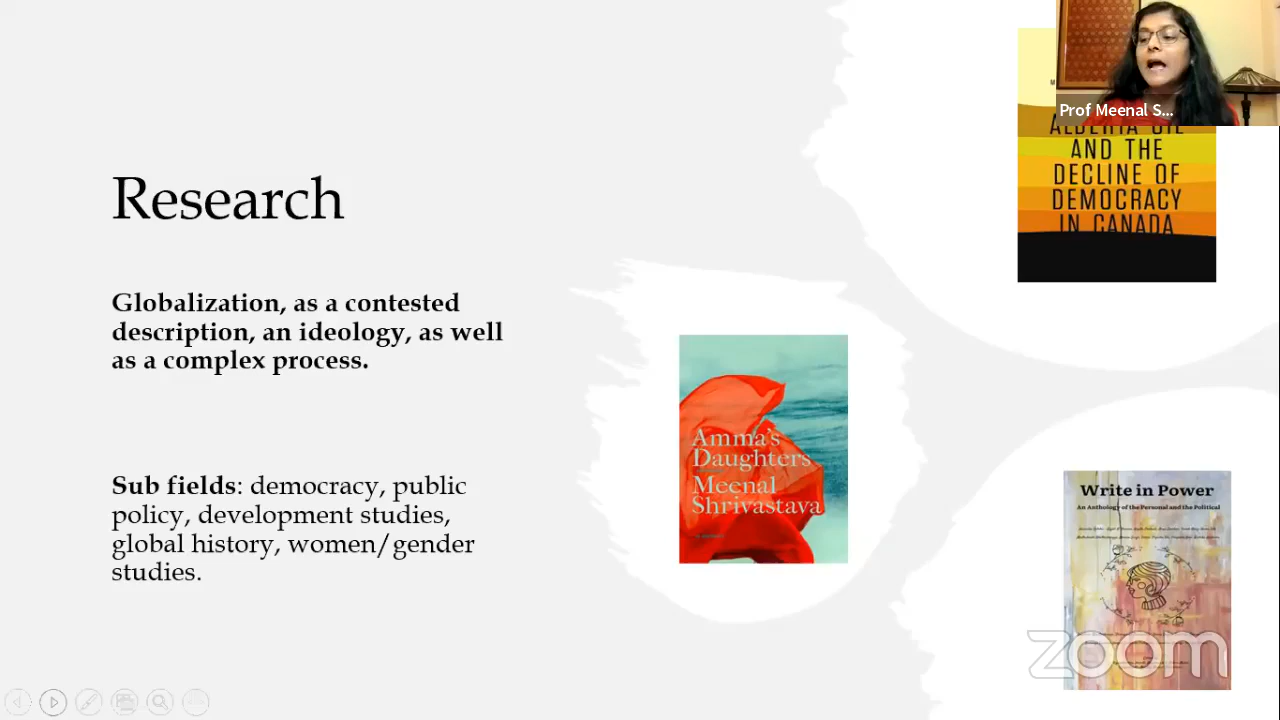 Research
Globalization, as a contested
description, an ideology, as well
as a complex process.
Sub fields: democracy, public
policy, development studies,
global history, women/gender
studies.
Prof Meenal S...
ALBERTA OIL
AND THE
DECLINE OF
DEMOCRACY
IN CANADA
Amma's
Daughters
Meenal
Shrivastava
Write in Power
An Anthology of the Personal and the Political
zoom